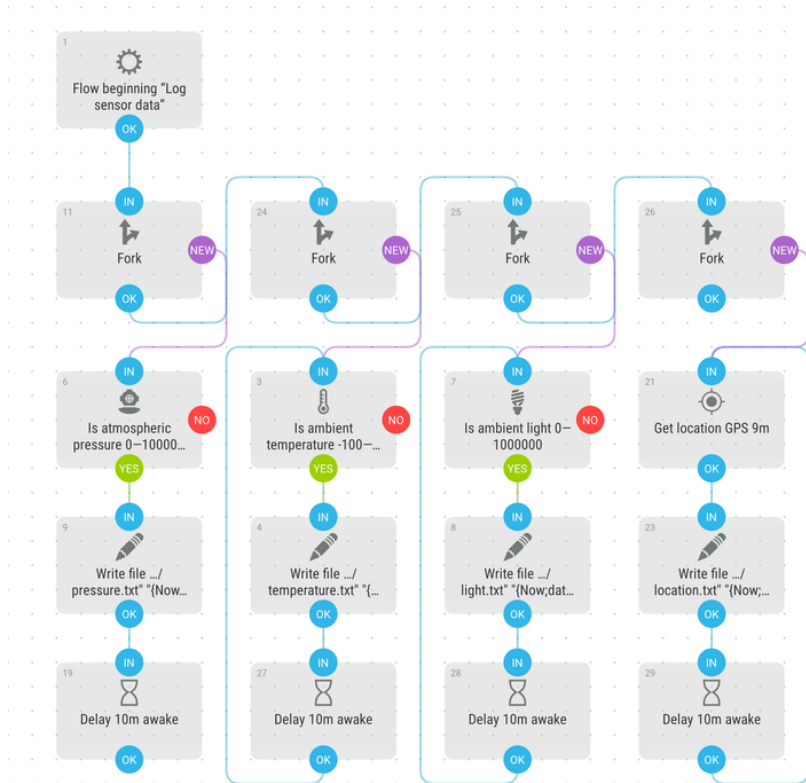 1
Flow beginning “Log
sensor data”
OK
IN
IN
IN
IN
11
24
25
26
NEW
NEW
NEW
NEW
Fork
Fork
Fork
Fork
OK
OK
OK
OK
IN
IN
IN
IN
6
3
7
21
NO
NO
NO
Is atmospheric
pressure 0—10000...
Is ambient
temperature -100—...
Is ambient light 0—
1000000
Get location GPS 9m
YES
YES
YES
OK
IN
IN
IN
IN
9
4
8
23
Write file .../
pressure.txt" "{Now...
Write file .../
temperature.txt" "{...
Write file .../
light.txt" "{Now;dat...
Write file .../
location.txt" "{Now;...
OK
OK
OK
OK
IN
IN
IN
IN
19
27
28
29
Delay 10m awake
Delay 10m awake
Delay 10m awake
Delay 10m awake
OK
OK
OK
OK